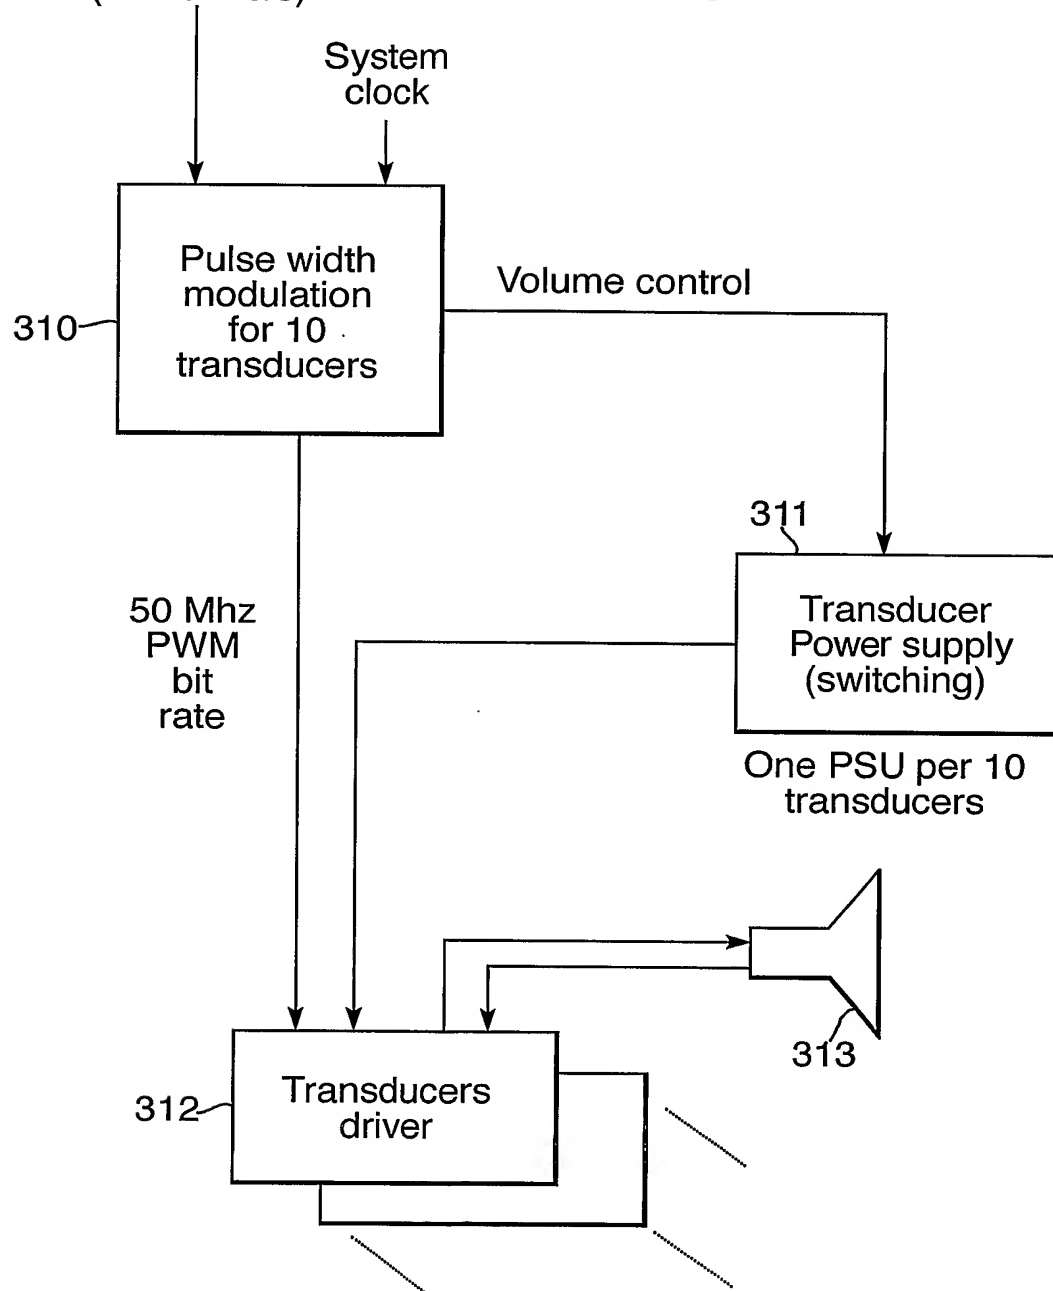 System
clock
Pulse width
modulation
for 10
transducers
310
Volume control
311
50 Mhz
PWM
bit
rate
Transducer
Power supply
(switching)
One PSU per 10
transducers
313
312
Transducers
driver